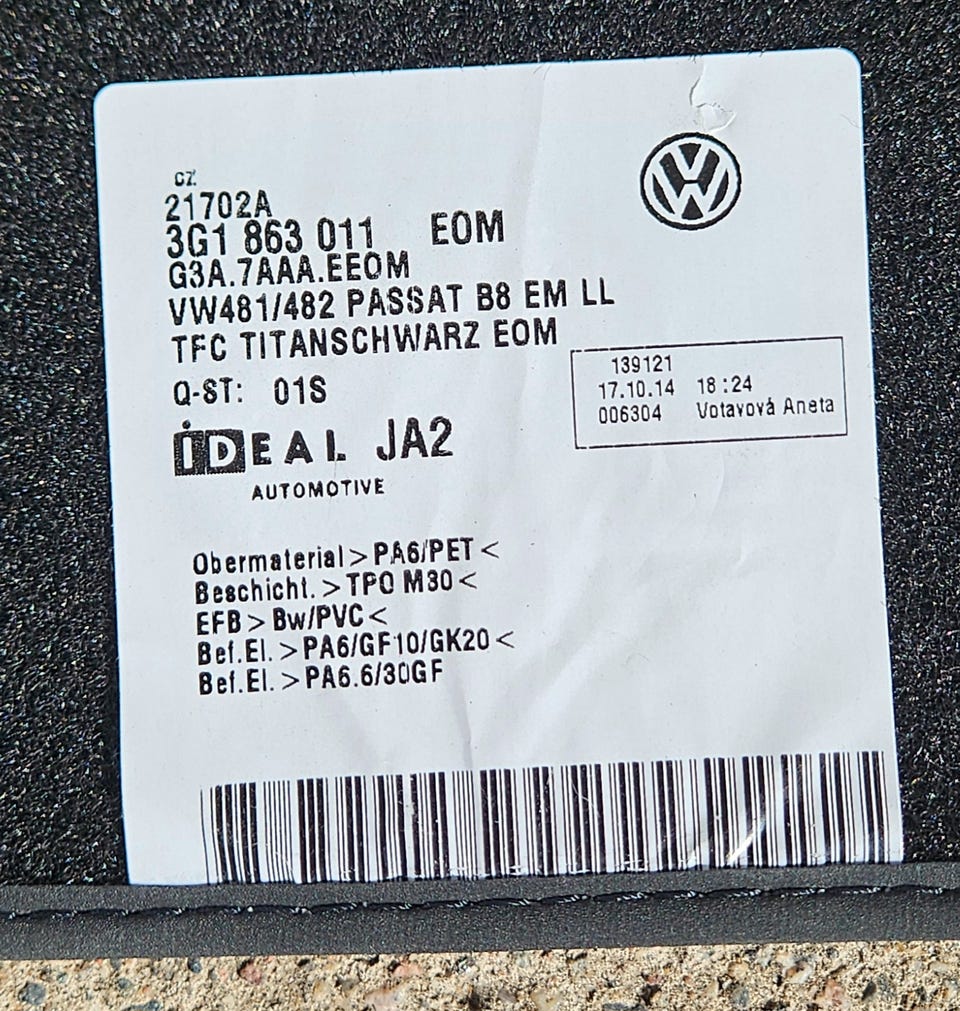 CZ
21702A
3G1 863 011 EOM
G3A.7AAA.EEOM
VW481/482 PASSAT B8 EM LL
TFC TITANSCHWARZ EOM
Q-ST: 01S
139121
17.10.14 18:24
006304 Votavová Aneta
iDEAL JA2
AUTOMOTIVE
Obermaterial > PA6/PET <
Beschicht. > TPO M30 <
EFB > Bw/PVC <
Bef.El. > PA6/GF10/GK20 <
Bef.El. > PA6.6/30GF